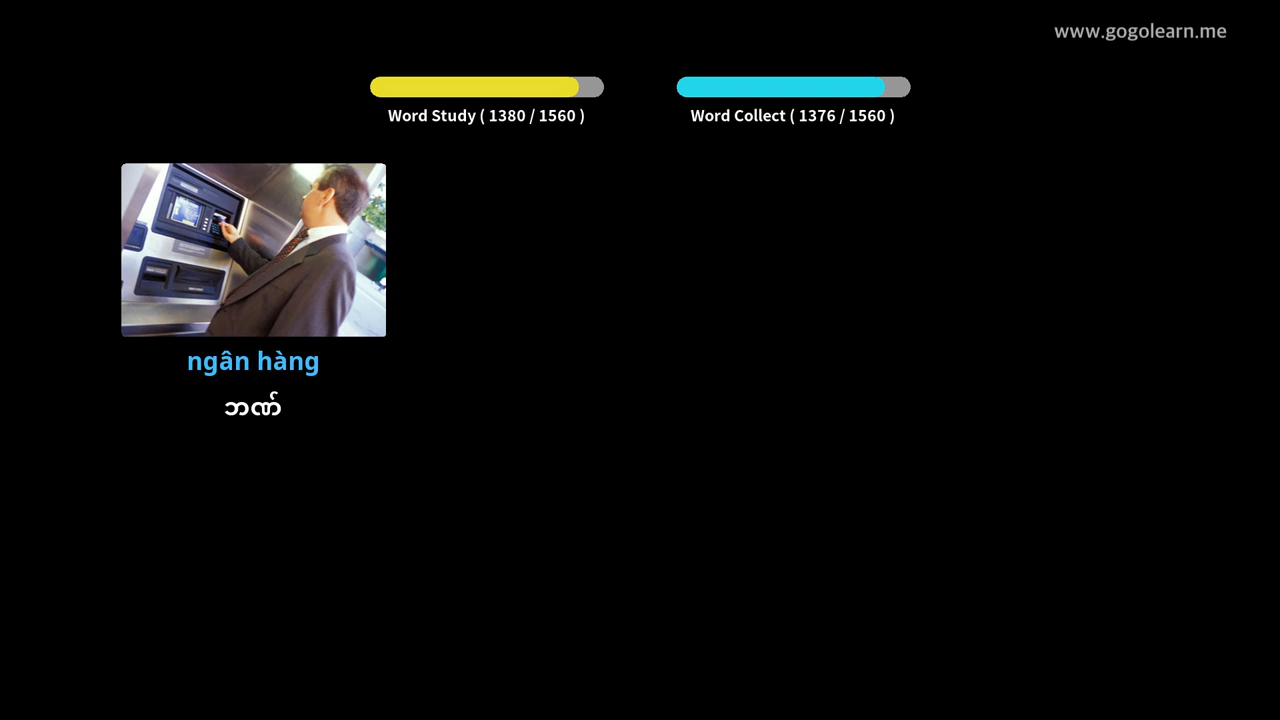 www.gogolearn.me
Word Study ( 1380 / 1560 )
Word Collect ( 1376 / 1560 )
ngân hàng
ဘဏ်